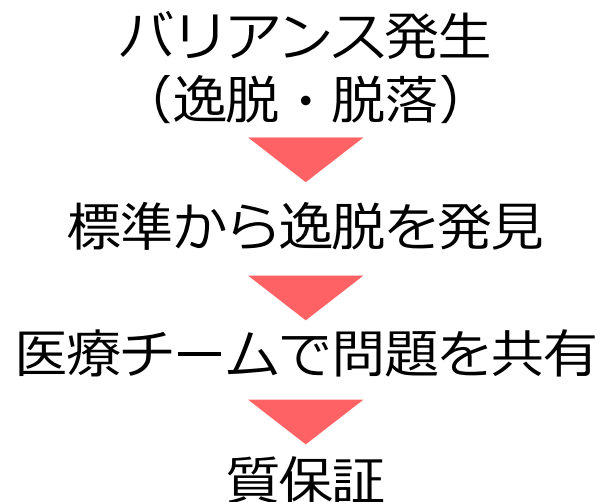 バリアンス発生
（逸脱・脱落）
標準から逸脱を発見
医療チームで問題を共有
質保証